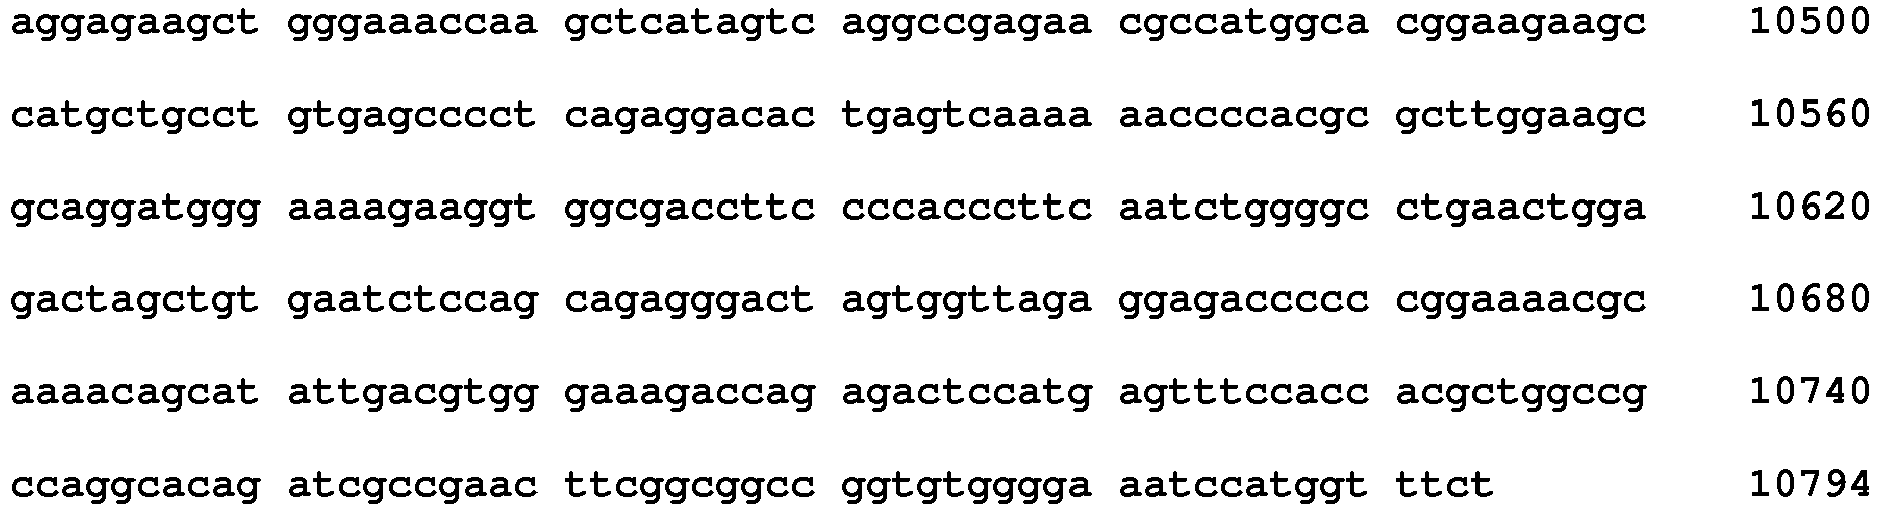 aggagaagct gggaaaccaa gctcatagtc aggccgagaa cgccatggca cggaagaagc 10500
catgctgcct gtgagcccct cagaggacac tgagtcaaaa aaccccacgc gcttggaagc 10560
gcaggatggg aaaagaaggt ggcgaccttc cccacccttc aatctggggc ctgaactgga 10620
gactagctgt gaatctccag cagagggact agtggttaga ggagaccccc cggaaaacgc 10680
aaaacagcat attgacgtgg gaaagaccag agactccatg agtttccacc acgctggccg 10740
ccaggcacag atcgccgaac ttcggcggcc ggtgtgggga aatccatggt ttct 10794